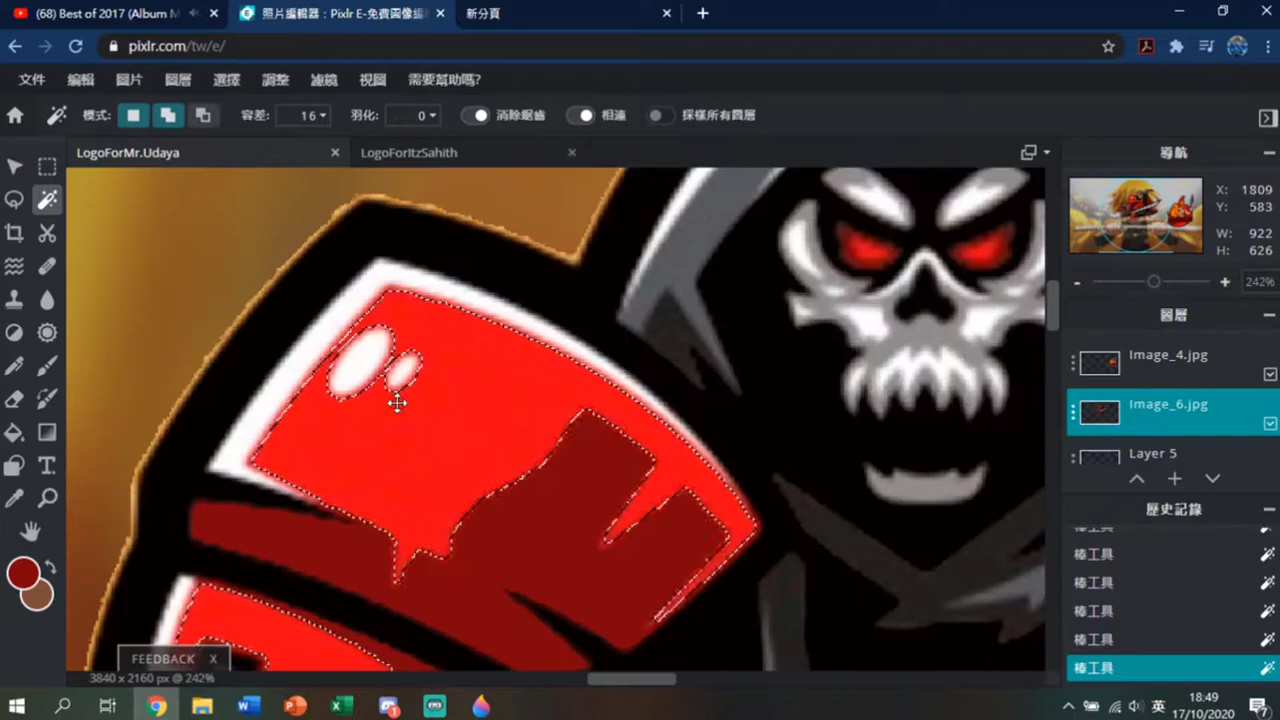 (68) Best of 2017 (Album M
照片編輯器：Pixlr E-免費圖像編
新分頁
pixlr.com/tw/e/
文件 編輯 圖片 圖層 選擇 調整 濾鏡 視圖 需要幫助嗎?
模式: 容差: 16 羽化: 0 消除鋸齒 相連 採樣所有圖層
LogoForMr.Udaya
LogoForItzSahith
導航
X: 1809
Y: 583
W: 922
H: 626
242%
圖層
Image_4.jpg
Image_6.jpg
Layer 5
歷史記錄
棒工具
棒工具
棒工具
棒工具
棒工具
FEEDBACK X
3840 x 2160 px @ 242%
英
18:49
17/10/2020
7